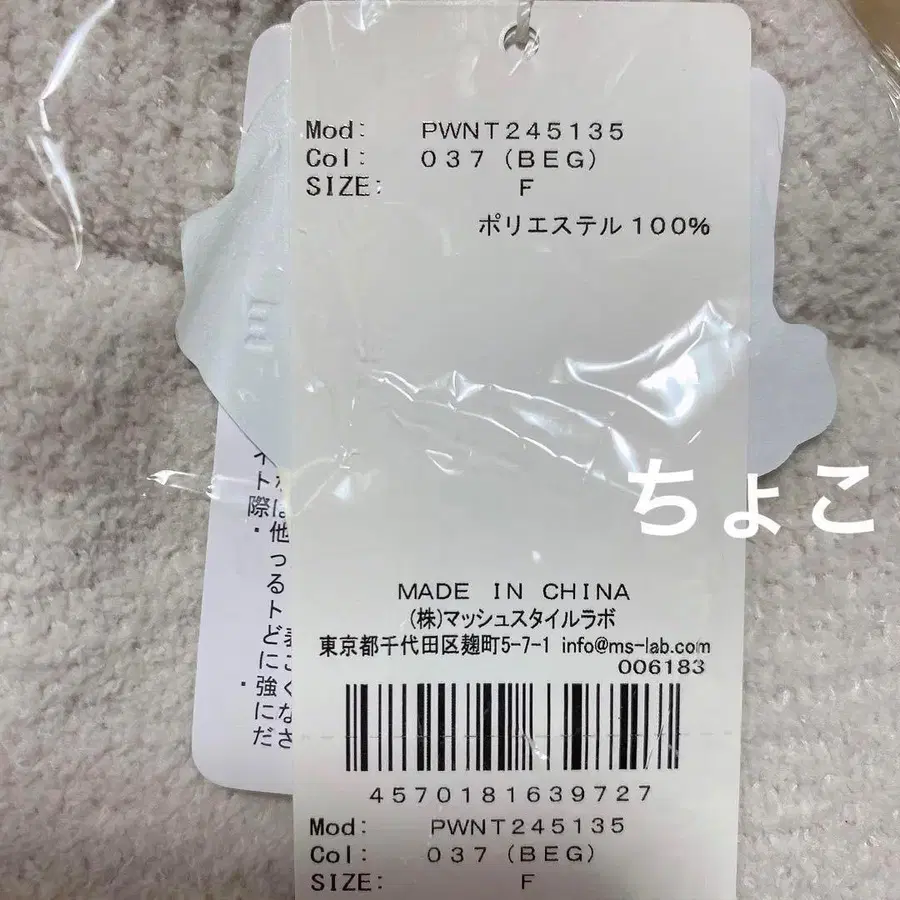 Mod: PWNT245135
Col: 037 (BEG)
SIZE: F
ポリエステル100%
ちょこ
MADE IN CHINA
(株)マッシュスタイルラボ
東京都千代田区麹町5-7-1 info@ms-lab.com
006183
4570181639727
Mod: PWNT245135
Col: 037 (BEG)
SIZE: F